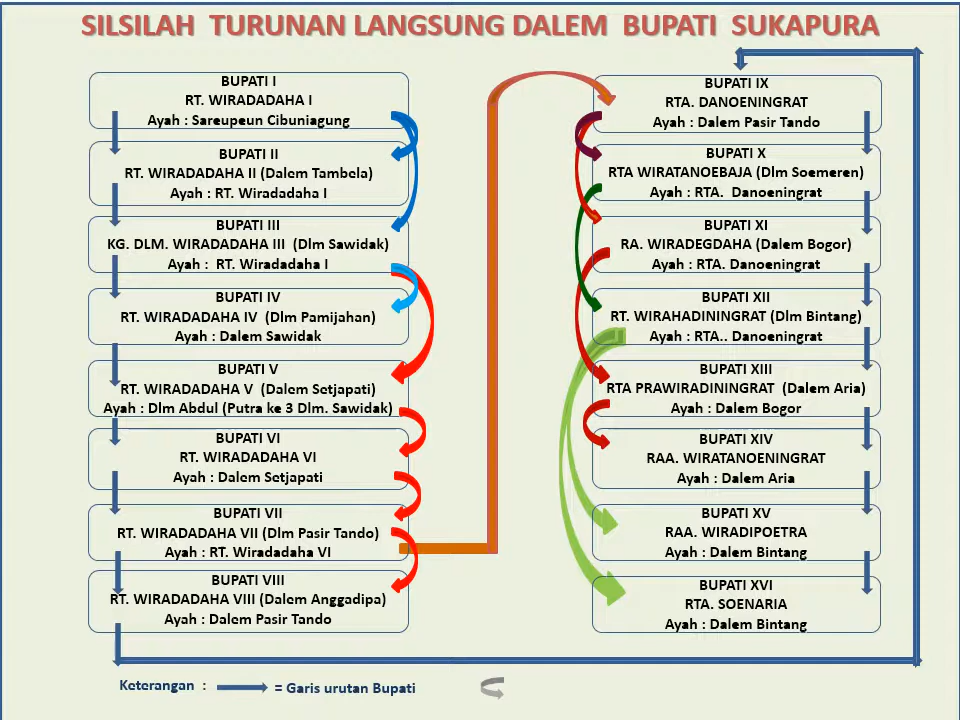 SILSILAH TURUNAN LANGSUNG DALEM BUPATI SUKAPURA
BUPATI I
RT. WIRADADAHA I
Ayah : Sareupeun Cibuniagung
BUPATI II
RT. WIRADADAHA II (Dalem Tambela)
Ayah : RT. Wiradadaha I
BUPATI III
KG. DLM. WIRADADAHA III (Dlm Sawidak)
Ayah : RT. Wiradadaha I
BUPATI IV
RT. WIRADADAHA IV (Dlm Pamijahan)
Ayah : Dalem Sawidak
BUPATI V
RT. WIRADADAHA V (Dalem Setjapati)
Ayah : Dlm Abdul (Putra ke 3 Dlm. Sawidak)
BUPATI VI
RT. WIRADADAHA VI
Ayah : Dalem Setjapati
BUPATI VII
RT. WIRADADAHA VII (Dlm Pasir Tando)
Ayah : RT. Wiradadaha VI
BUPATI VIII
RT. WIRADADAHA VIII (Dalem Anggadipa)
Ayah : Dalem Pasir Tando
BUPATI IX
RTA. DANOENINGRAT
Ayah : Dalem Pasir Tando
BUPATI X
RTA WIRATANOEBAJA (Dlm Soemeren)
Ayah : RTA. Danoeningrat
BUPATI XI
RA. WIRADEGDAHA (Dalem Bogor)
Ayah : RTA. Danoeningrat
BUPATI XII
RT. WIRAHADININGRAT (Dlm Bintang)
Ayah : RTA.. Danoeningrat
BUPATI XIII
RTA PRAWIRADININGRAT (Dalem Aria)
Ayah : Dalem Bogor
BUPATI XIV
RAA. WIRATANOENINGRAT
Ayah : Dalem Aria
BUPATI XV
RAA. WIRADIPOETRA
Ayah : Dalem Bintang
BUPATI XVI
RTA. SOENARIA
Ayah : Dalem Bintang
Keterangan : = Garis urutan Bupati